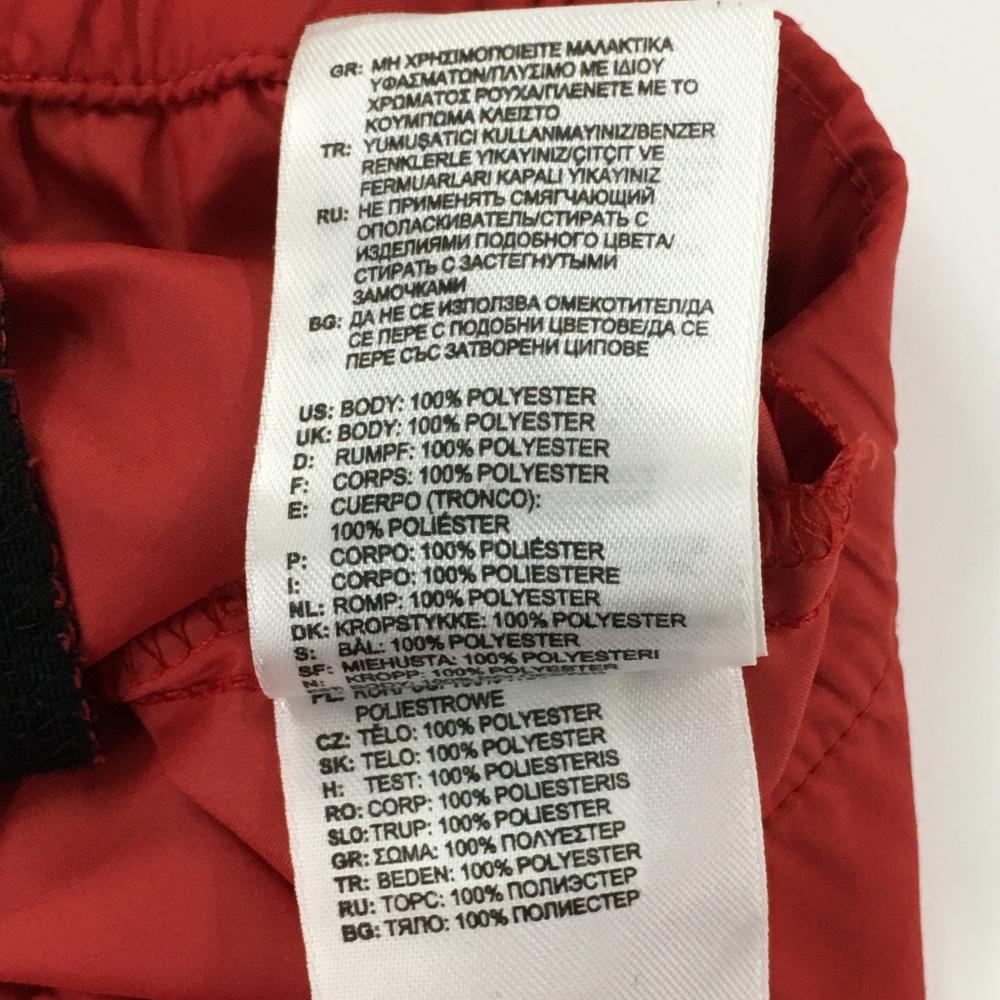 GR: ΜΗ ΧΡΗΣΙΜΟΠΟΙΕΙΤΕ ΜΑΛΑΚΤΙΚΑ
ΥΦΑΣΜΑΤΩΝ/ΠΛΥΣΙΜΟ ΜΕ ΙΔΙΟΥ
ΧΡΩΜΑΤΟΣ ΡΟΥΧΑ/ΠΛΕΝΕΤΕ ΜΕ ΤΟ
ΚΟΥΜΠΩΜΑ ΚΛΕΙΣΤΟ
TR: YUMUŞATICI KULLANMAYINIZ/BENZER
RENKLERLE YIKAYINIZ/ÇITÇIT VE
FERMUARLARI KAPALI YIKAYINIZ
RU: НЕ ПРИМЕНЯТЬ СМЯГЧАЮЩИЙ
ОПОЛАСКИВАТЕЛЬ/СТИРАТЬ С
ИЗДЕЛИЯМИ ПОДОБНОГО ЦВЕТА/
СТИРАТЬ С ЗАСТЕГНУТЫМИ
ЗАМОЧКАМИ
BG: ДА НЕ СЕ ИЗПОЛЗВА ОМЕКОТИТЕЛ/ДА
СЕ ПЕРЕ С ПОДОБНИ ЦВЕТОВЕ/ДА СЕ
ПЕРЕ СЪС ЗАТВОРЕНИ ЦИПОВЕ
US: BODY: 100% POLYESTER
UK: BODY: 100% POLYESTER
D: RUMPF: 100% POLYESTER
F: CORPS: 100% POLYESTER
E: CUERPO (TRONCO):
100% POLIÉSTER
P: CORPO: 100% POLIÉSTER
I: CORPO: 100% POLIESTERE
NL: ROMP: 100% POLYESTER
DK: KROPSTYKKE: 100% POLYESTER
S: BÅL: 100% POLYESTER
SF: MIEHUSTA: 100% POLYESTERI
N: KROPP: 100% POLYESTER
PL:
POLIESTROWE
CZ: TĚLO: 100% POLYESTER
SK: TELO: 100% POLYESTER
H: TEST: 100% POLIESTERIS
RO: CORP: 100% POLIESTERIS
SLO: TRUP: 100% POLIESTER
GR: ΣΩΜΑ: 100% ΠΟΛΥΕΣΤΕΡ
TR: BEDEN: 100% POLYESTER
RU: ТОРС: 100% ПОЛИЭСТЕР
BG: ТЯЛО: 100% ПОЛИЕСТЕР